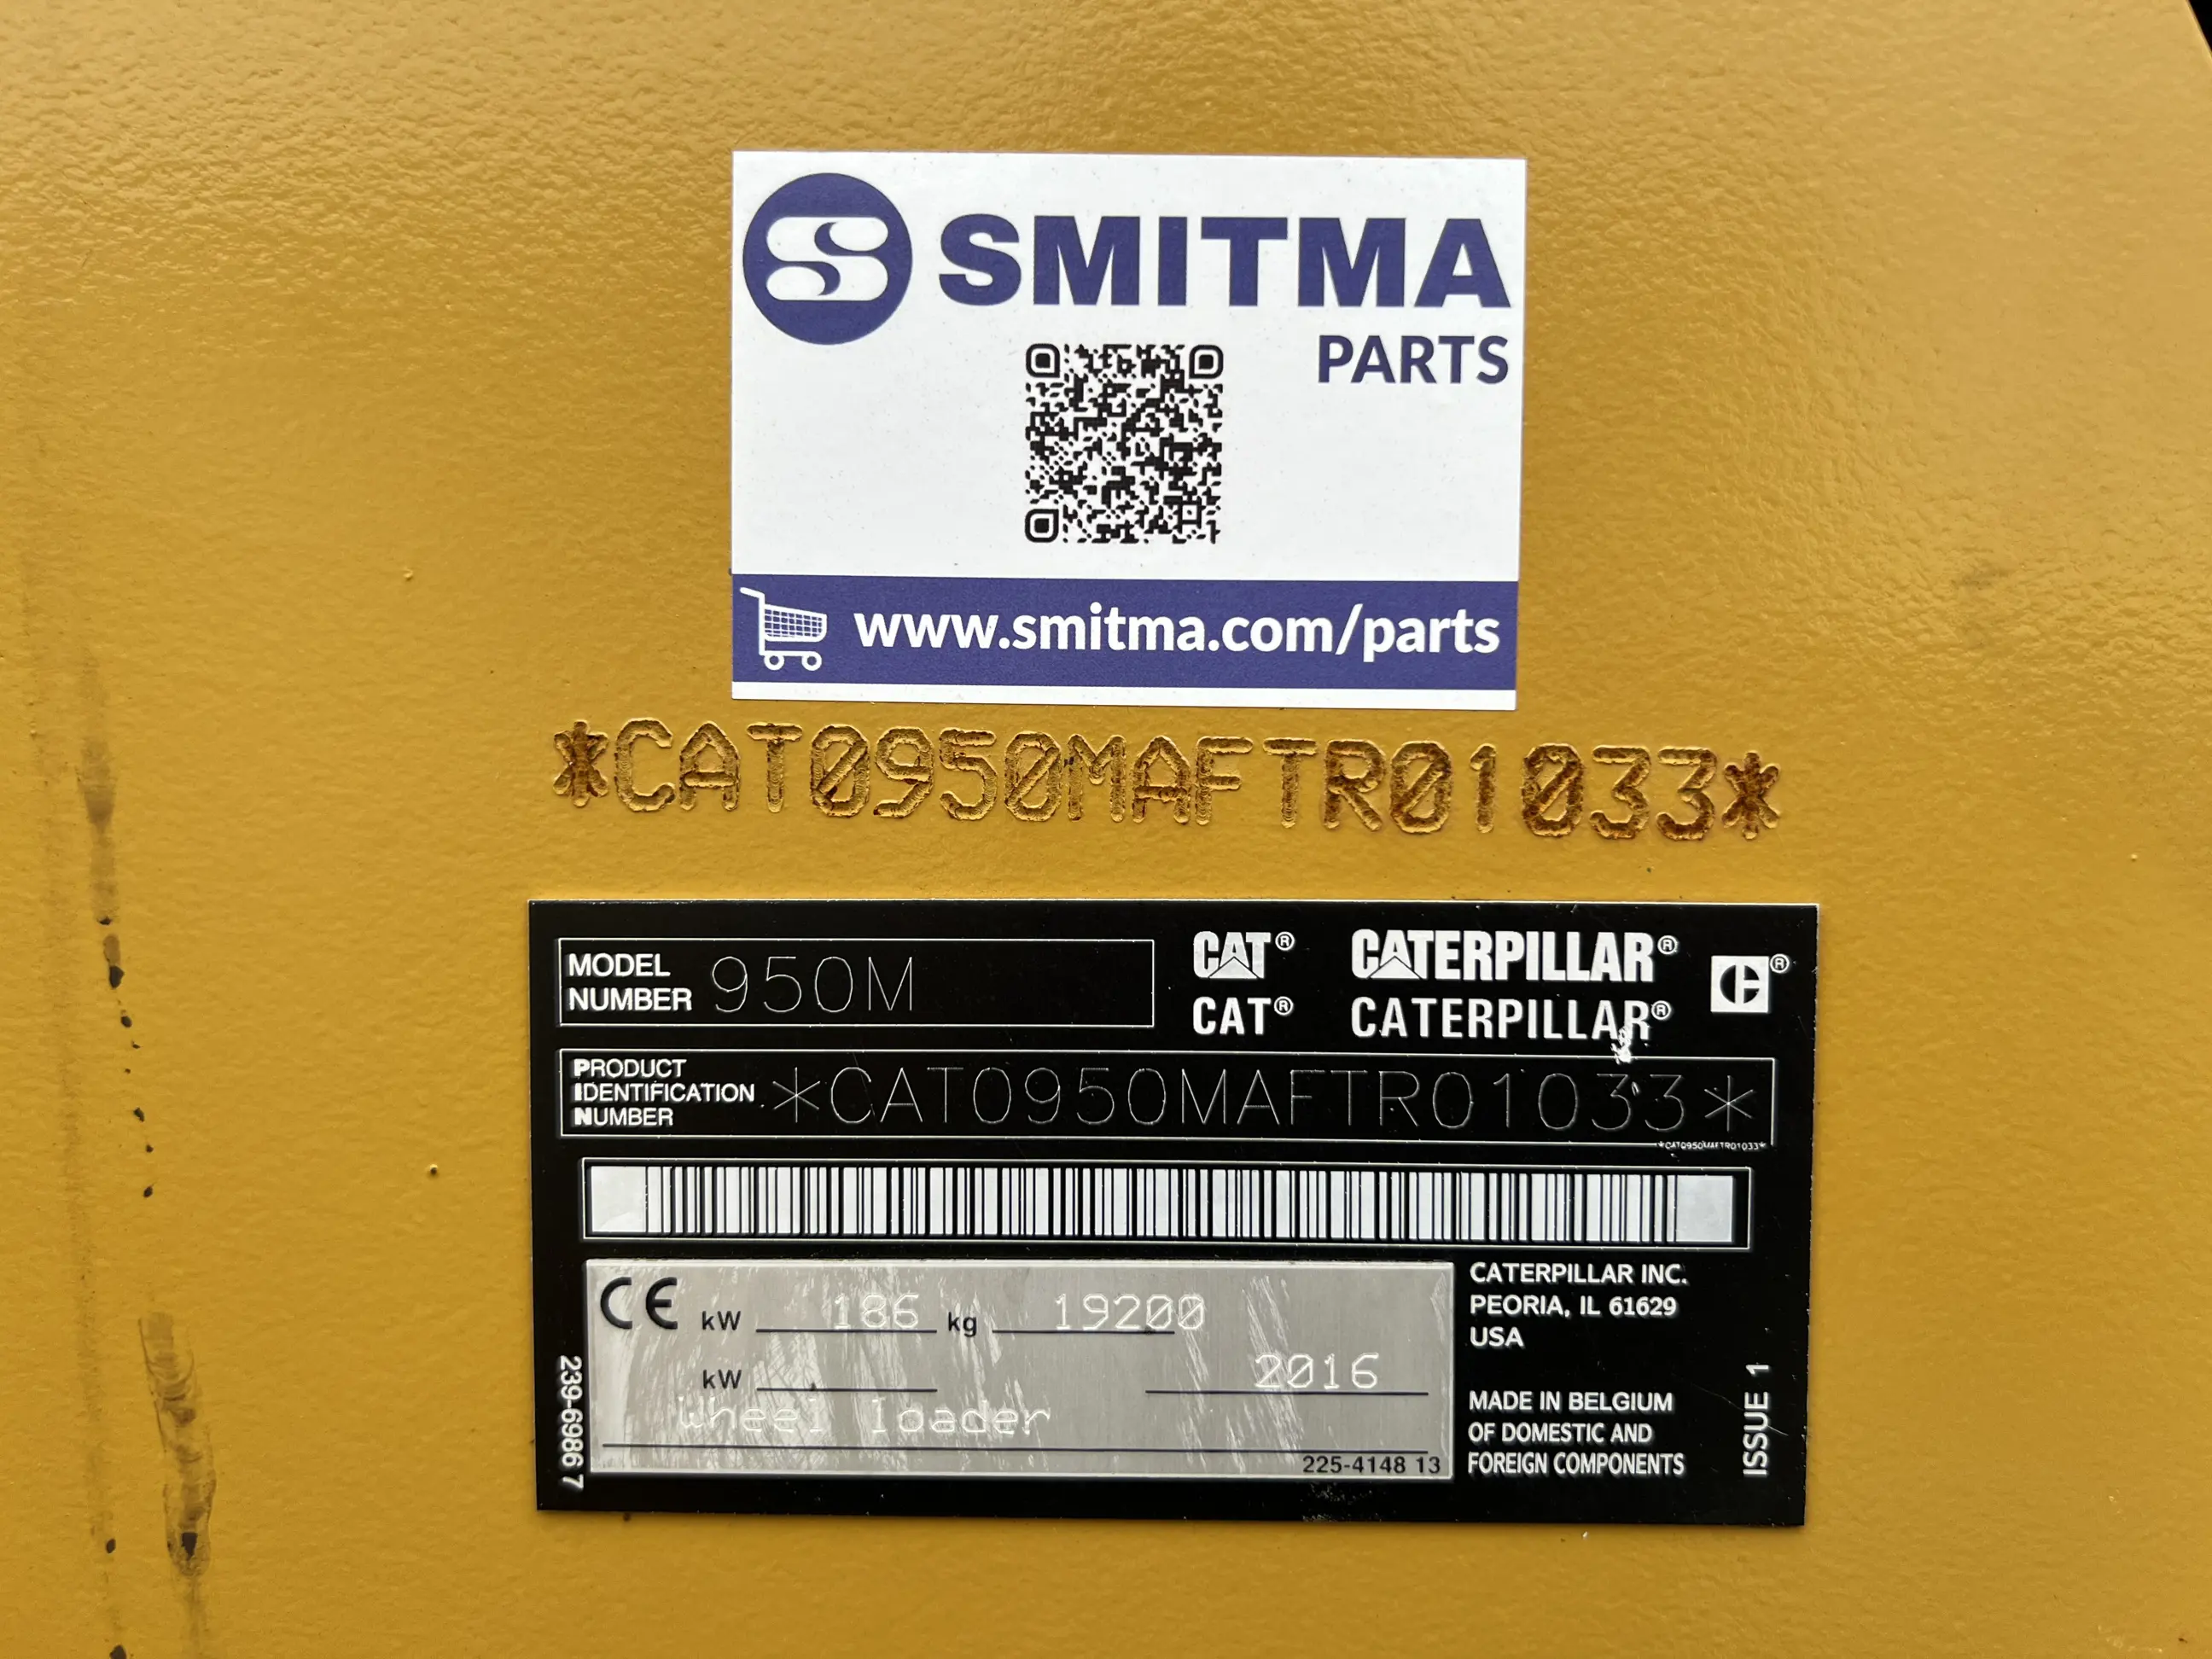 SMITMA
PARTS
www.smitma.com/parts
*CAT0950MAFTR01033*
MODEL NUMBER 950M
CAT® CATERPILLAR®
CAT® CATERPILLAR®
PRODUCT IDENTIFICATION NUMBER *CAT0950MAFTR01033*
*CAT0950MAFTR01033*
CE kW 186 kg 19200
kW 2016
wheel loader
225-4148 13
239-6986 7
CATERPILLAR INC.
PEORIA, IL 61629
USA
MADE IN BELGIUM
OF DOMESTIC AND
FOREIGN COMPONENTS
ISSUE 1